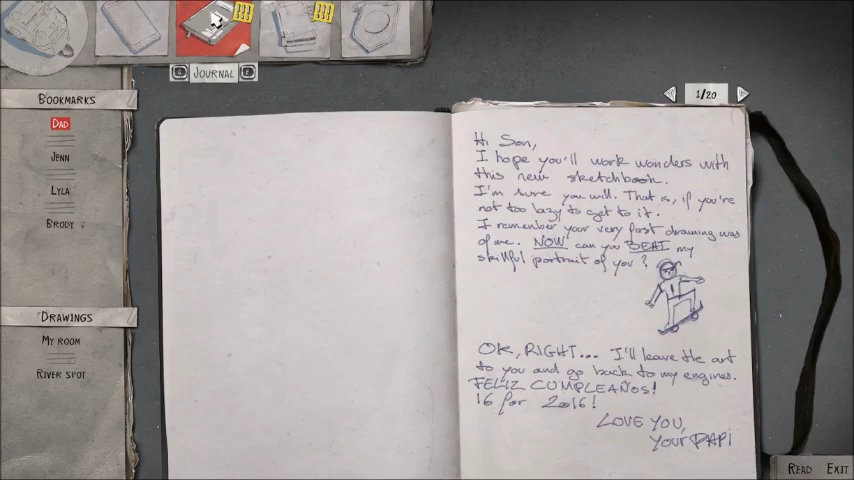 JOURNAL
BOOKMARKS
DAD
JENN
LYLA
BRODY
DRAWINGS
MY ROOM
RIVER SPOT
1/20
Hi Son,
I hope you'll work wonders with
this new sketchbook.
I'm sure you will. That is, if you're
not too lazy to get to it.
I remember your very first drawing was
of me. NOW can you BEAT my
skillful portrait of you?
OK, RIGHT... I'll leave the art
to you and go back to my engines.
FELIZ CUMPLEAÑOS!
16 for 2016!
LOVE YOU,
YOUR PAPI
READ EXIT